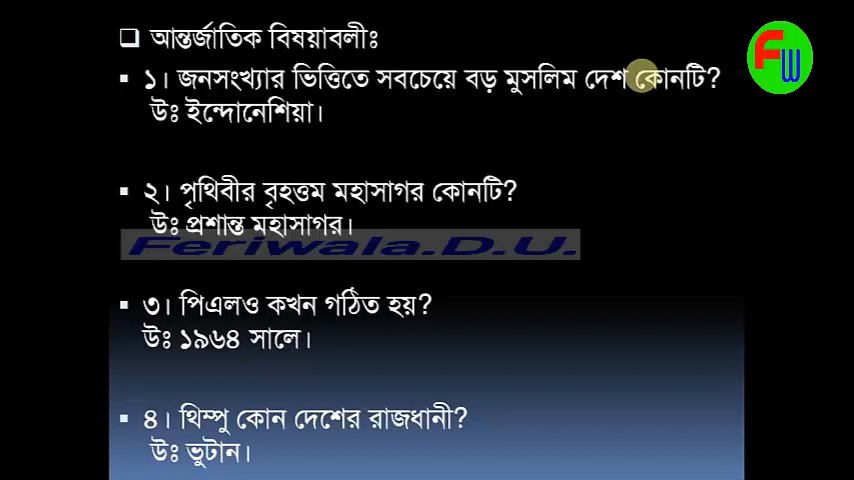 FW
আন্তর্জাতিক বিষয়াবলীঃ
১। জনসংখ্যার ভিত্তিতে সবচেয়ে বড় মুসলিম দেশ কোনটি?
উঃ ইন্দোনেশিয়া।
২। পৃথিবীর বৃহত্তম মহাসাগর কোনটি?
উঃ প্রশান্ত মহাসাগর।
Feriwala.D.U.
৩। পিএলও কখন গঠিত হয়?
উঃ ১৯৬৪ সালে।
৪। থিম্পু কোন দেশের রাজধানী?
উঃ ভুটান।